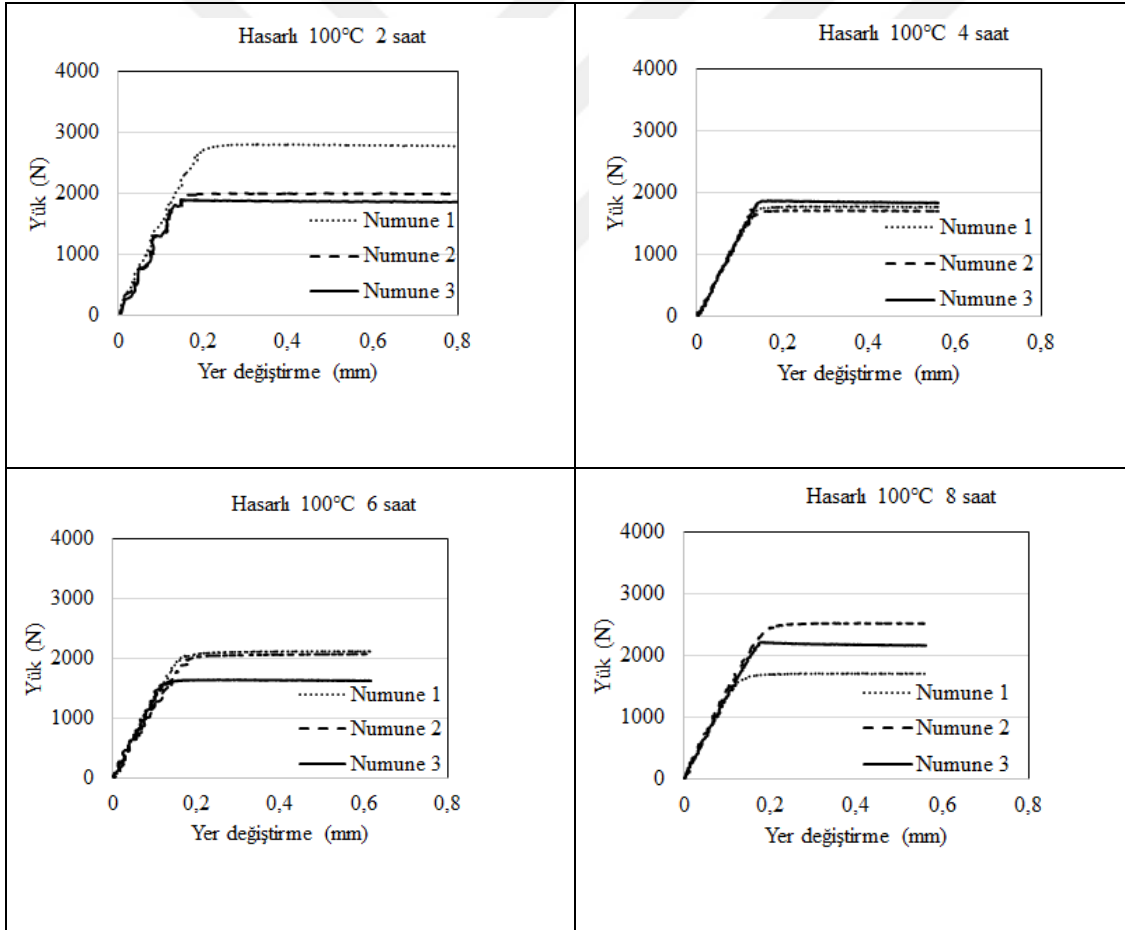 Hasarlı 100°C 2 saat
4000
3000
2000
1000
0
Yük (N)
Numune 1
Numune 2
Numune 3
0 0,2 0,4 0,6 0,8
Yer değiştirme (mm)
Hasarlı 100°C 4 saat
4000
3000
2000
1000
0
Yük (N)
Numune 1
Numune 2
Numune 3
0 0,2 0,4 0,6 0,8
Yer değiştirme (mm)
Hasarlı 100°C 6 saat
4000
3000
2000
1000
0
Yük (N)
Numune 1
Numune 2
Numune 3
0 0,2 0,4 0,6 0,8
Yer değiştirme (mm)
Hasarlı 100°C 8 saat
4000
3000
2000
1000
0
Yük (N)
Numune 1
Numune 2
Numune 3
0 0,2 0,4 0,6 0,8
Yer değiştirme (mm)